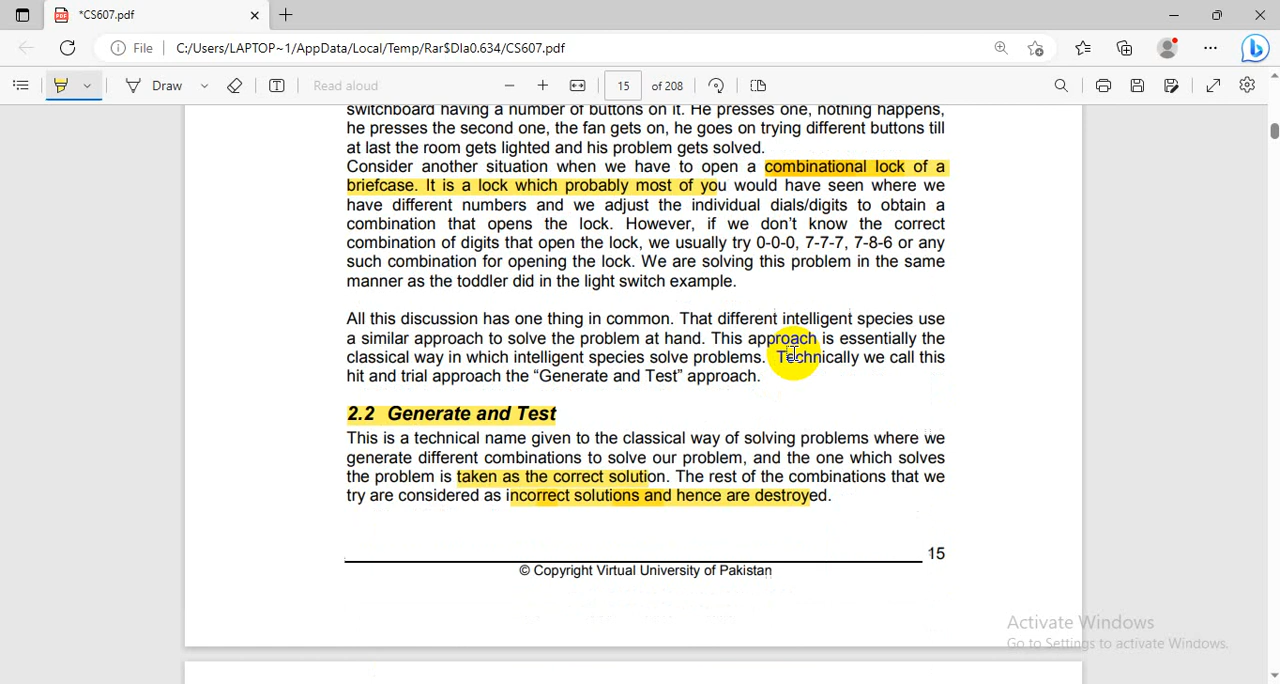 *CS607.pdf
File
C:/Users/LAPTOP~1/AppData/Local/Temp/Rar$DIa0.634/CS607.pdf
Draw
Read aloud
15 of 208
switchboard having a number of buttons on it. He presses one, nothing happens,
he presses the second one, the fan gets on, he goes on trying different buttons till
at last the room gets lighted and his problem gets solved.
Consider another situation when we have to open a combinational lock of a
briefcase. It is a lock which probably most of you would have seen where we
have different numbers and we adjust the individual dials/digits to obtain a
combination that opens the lock. However, if we don't know the correct
combination of digits that open the lock, we usually try 0-0-0, 7-7-7, 7-8-6 or any
such combination for opening the lock. We are solving this problem in the same
manner as the toddler did in the light switch example.
All this discussion has one thing in common. That different intelligent species use
a similar approach to solve the problem at hand. This approach is essentially the
classical way in which intelligent species solve problems. Technically we call this
hit and trial approach the “Generate and Test” approach.
2.2 Generate and Test
This is a technical name given to the classical way of solving problems where we
generate different combinations to solve our problem, and the one which solves
the problem is taken as the correct solution. The rest of the combinations that we
try are considered as incorrect solutions and hence are destroyed.
15
© Copyright Virtual University of Pakistan
Activate Windows
Go to Settings to activate Windows.